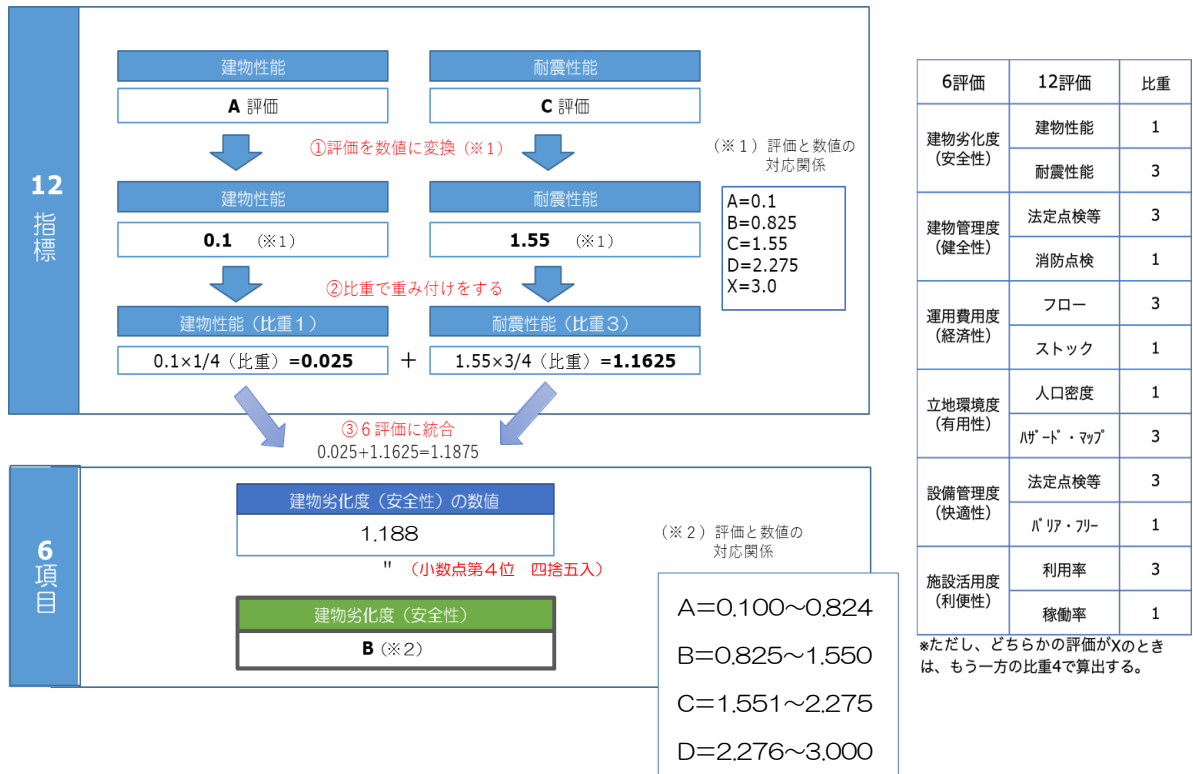 12
指標
建物性能
耐震性能
A 評価
C 評価
①評価を数値に変換（※１）
建物性能
耐震性能
0.1 （※１）
1.55 （※１）
②比重で重み付けをする
建物性能（比重１）
耐震性能（比重３）
0.1×1/4（比重）=0.025
+
1.55×3/4（比重）=1.1625
（※１）評価と数値の
対応関係
A=0.1
B=0.825
C=1.55
D=2.275
X=3.0
③６評価に統合
0.025+1.1625=1.1875
6
項目
建物劣化度（安全性）の数値
1.188
" （小数点第４位　四捨五入）
建物劣化度（安全性）
B（※２）
（※２）評価と数値の
対応関係
A=0.100～0.824
B=0.825～1.550
C=1.551～2.275
D=2.276～3.000
6評価 12評価 比重
建物劣化度
（安全性）
建物性能 1
耐震性能 3
建物管理度
（健全性）
法定点検等 3
消防点検 1
運用費用度
（経済性）
フロー 3
ストック 1
立地環境度
（有用性）
人口密度 1
ﾊｻﾞｰﾄﾞ・ﾏｯﾌﾟ 3
設備管理度
（快適性）
法定点検等 3
ﾊﾞﾘｱ・ﾌﾘｰ 1
施設活用度
（利便性）
利用率 3
稼働率 1
※ただし、どちらかの評価がXのとき
は、もう一方の比重4で算出する。